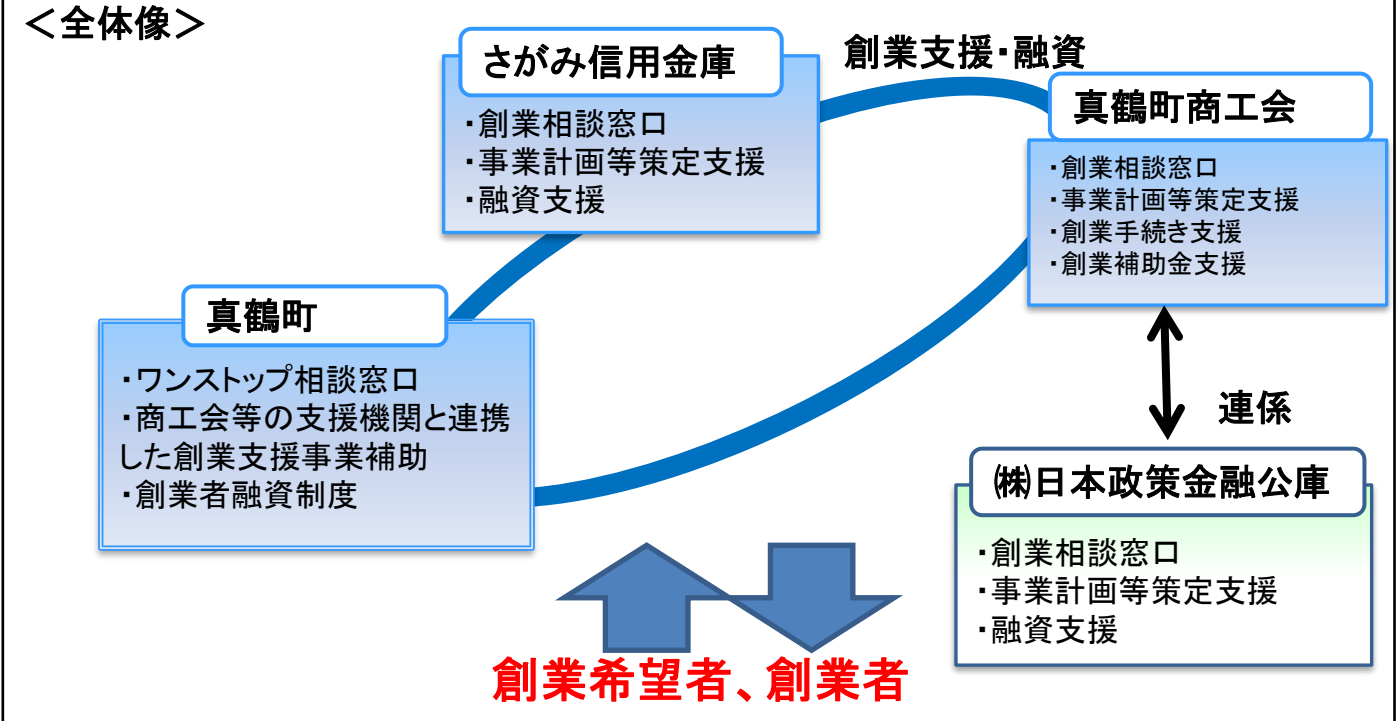 ＜全体像＞
さがみ信用金庫
・創業相談窓口
・事業計画等策定支援
・融資支援
創業支援・融資
真鶴町商工会
・創業相談窓口
・事業計画等策定支援
・創業手続き支援
・創業補助金支援
真鶴町
・ワンストップ相談窓口
・商工会等の支援機関と連携
した創業支援事業補助
・創業者融資制度
連係
㈱日本政策金融公庫
・創業相談窓口
・事業計画等策定支援
・融資支援
創業希望者、創業者